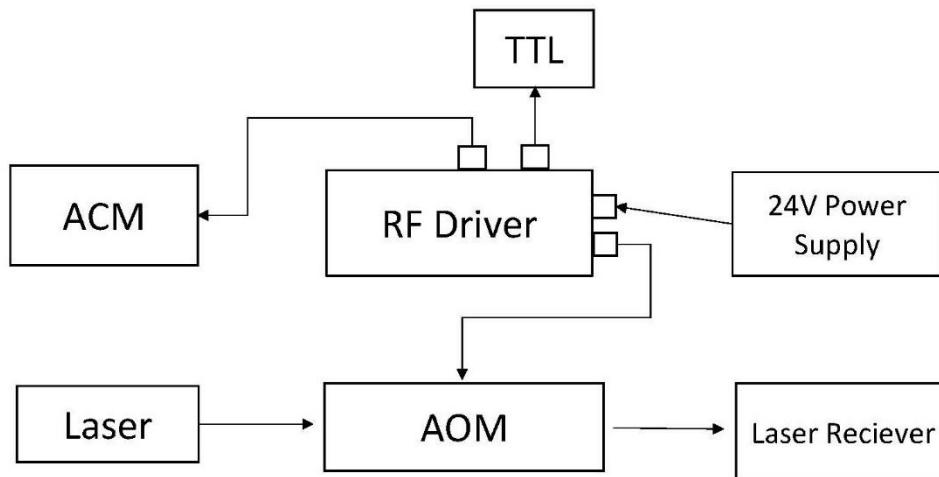 TTL
ACM
RF Driver
24V Power
Supply
Laser
AOM
Laser Reciever